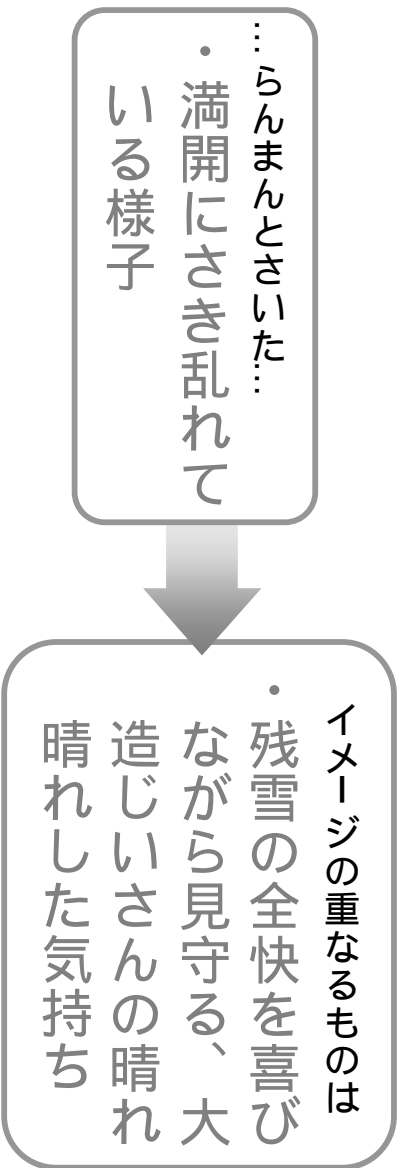 …らんまんとさいた…
・満開にさき乱れて
いる様子
イメージの重なるものは
・残雪の全快を喜び
ながら見守る、大
造じいさんの晴れ
晴れした気持ち